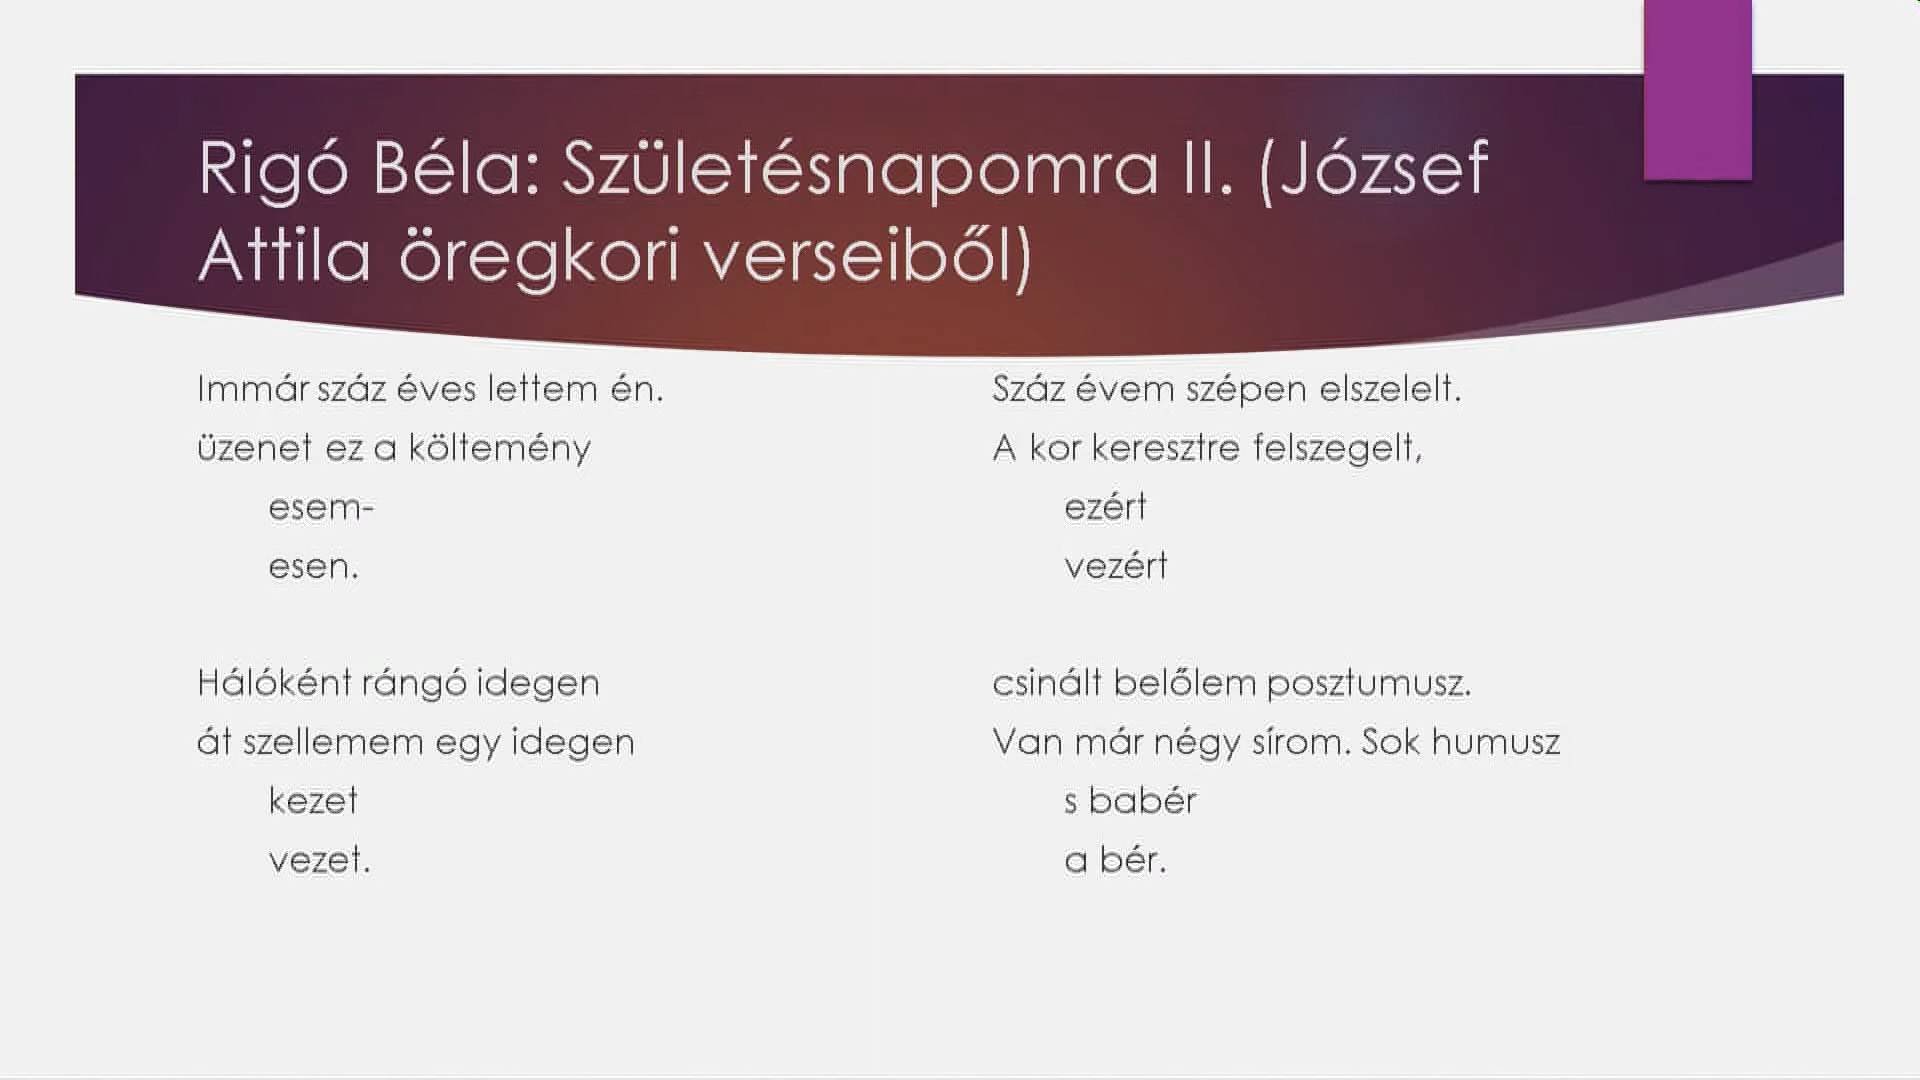 Rigó Béla: Születésnapomra II. (József
Attila öregkori verseiből)
Immár száz éves lettem én.
üzenet ez a költemény
esem-
esen.
Hálóként rángó idegen
át szellemem egy idegen
kezet
vezet.
Száz évem szépen elszelelt.
A kor keresztre felszegelt,
ezért
vezért
csinált belőlem posztumusz.
Van már négy sírom. Sok humusz
s babér
a bér.